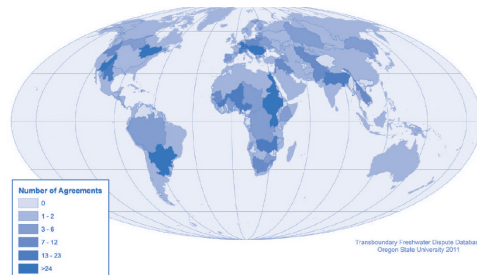 Number of Agreements
0
1 - 2
3 - 6
7 - 12
13 - 23
>24
Transboundary Freshwater Dispute Databas
Oregon State University 2011